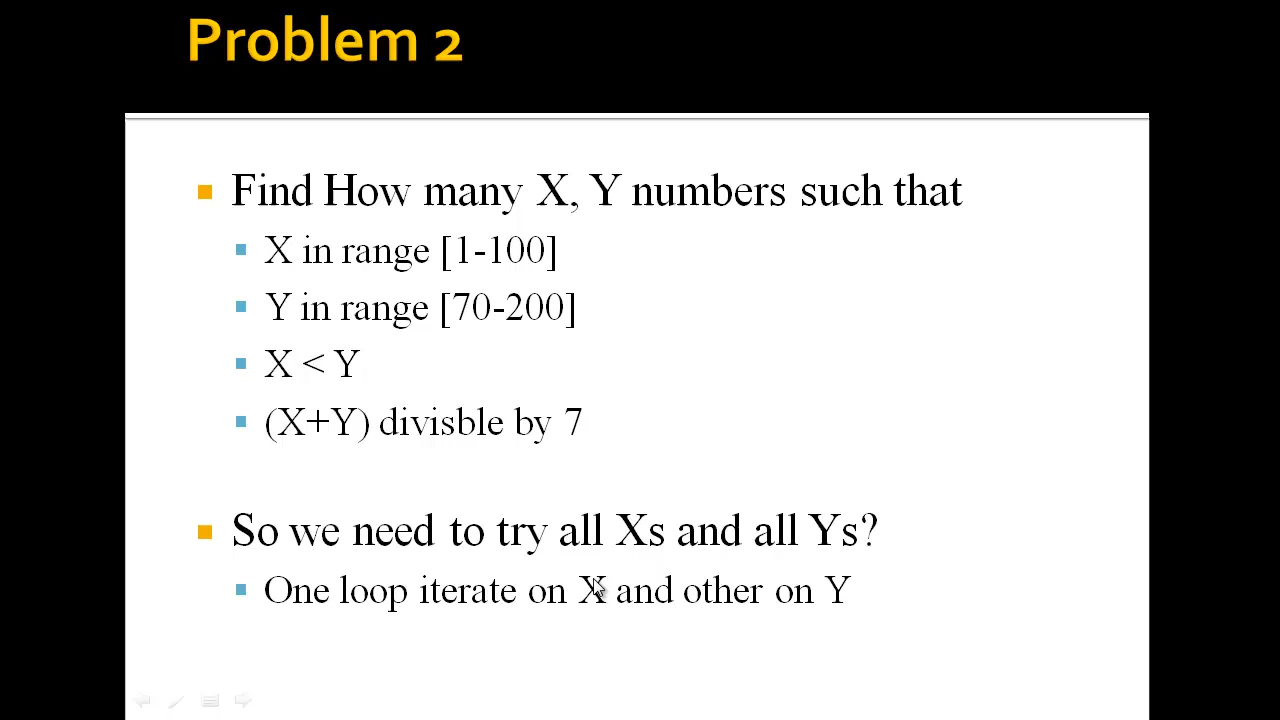 Problem 2
Find How many X, Y numbers such that
X in range [1-100]
Y in range [70-200]
X < Y
(X+Y) divisble by 7
So we need to try all Xs and all Ys?
One loop iterate on X and other on Y